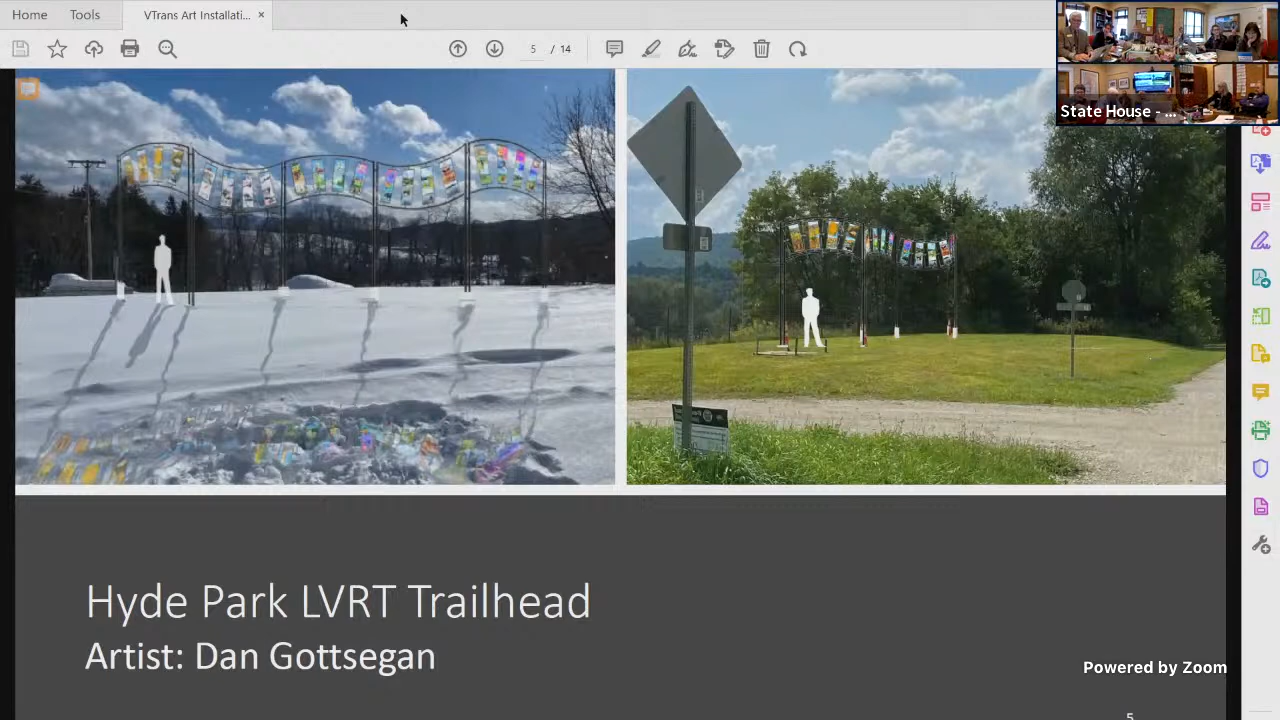 Home
Tools
VTrans Art Installati... ×
5 / 14
State House - ...
Hyde Park LVRT Trailhead
Artist: Dan Gottsegan
Powered by Zoom
5